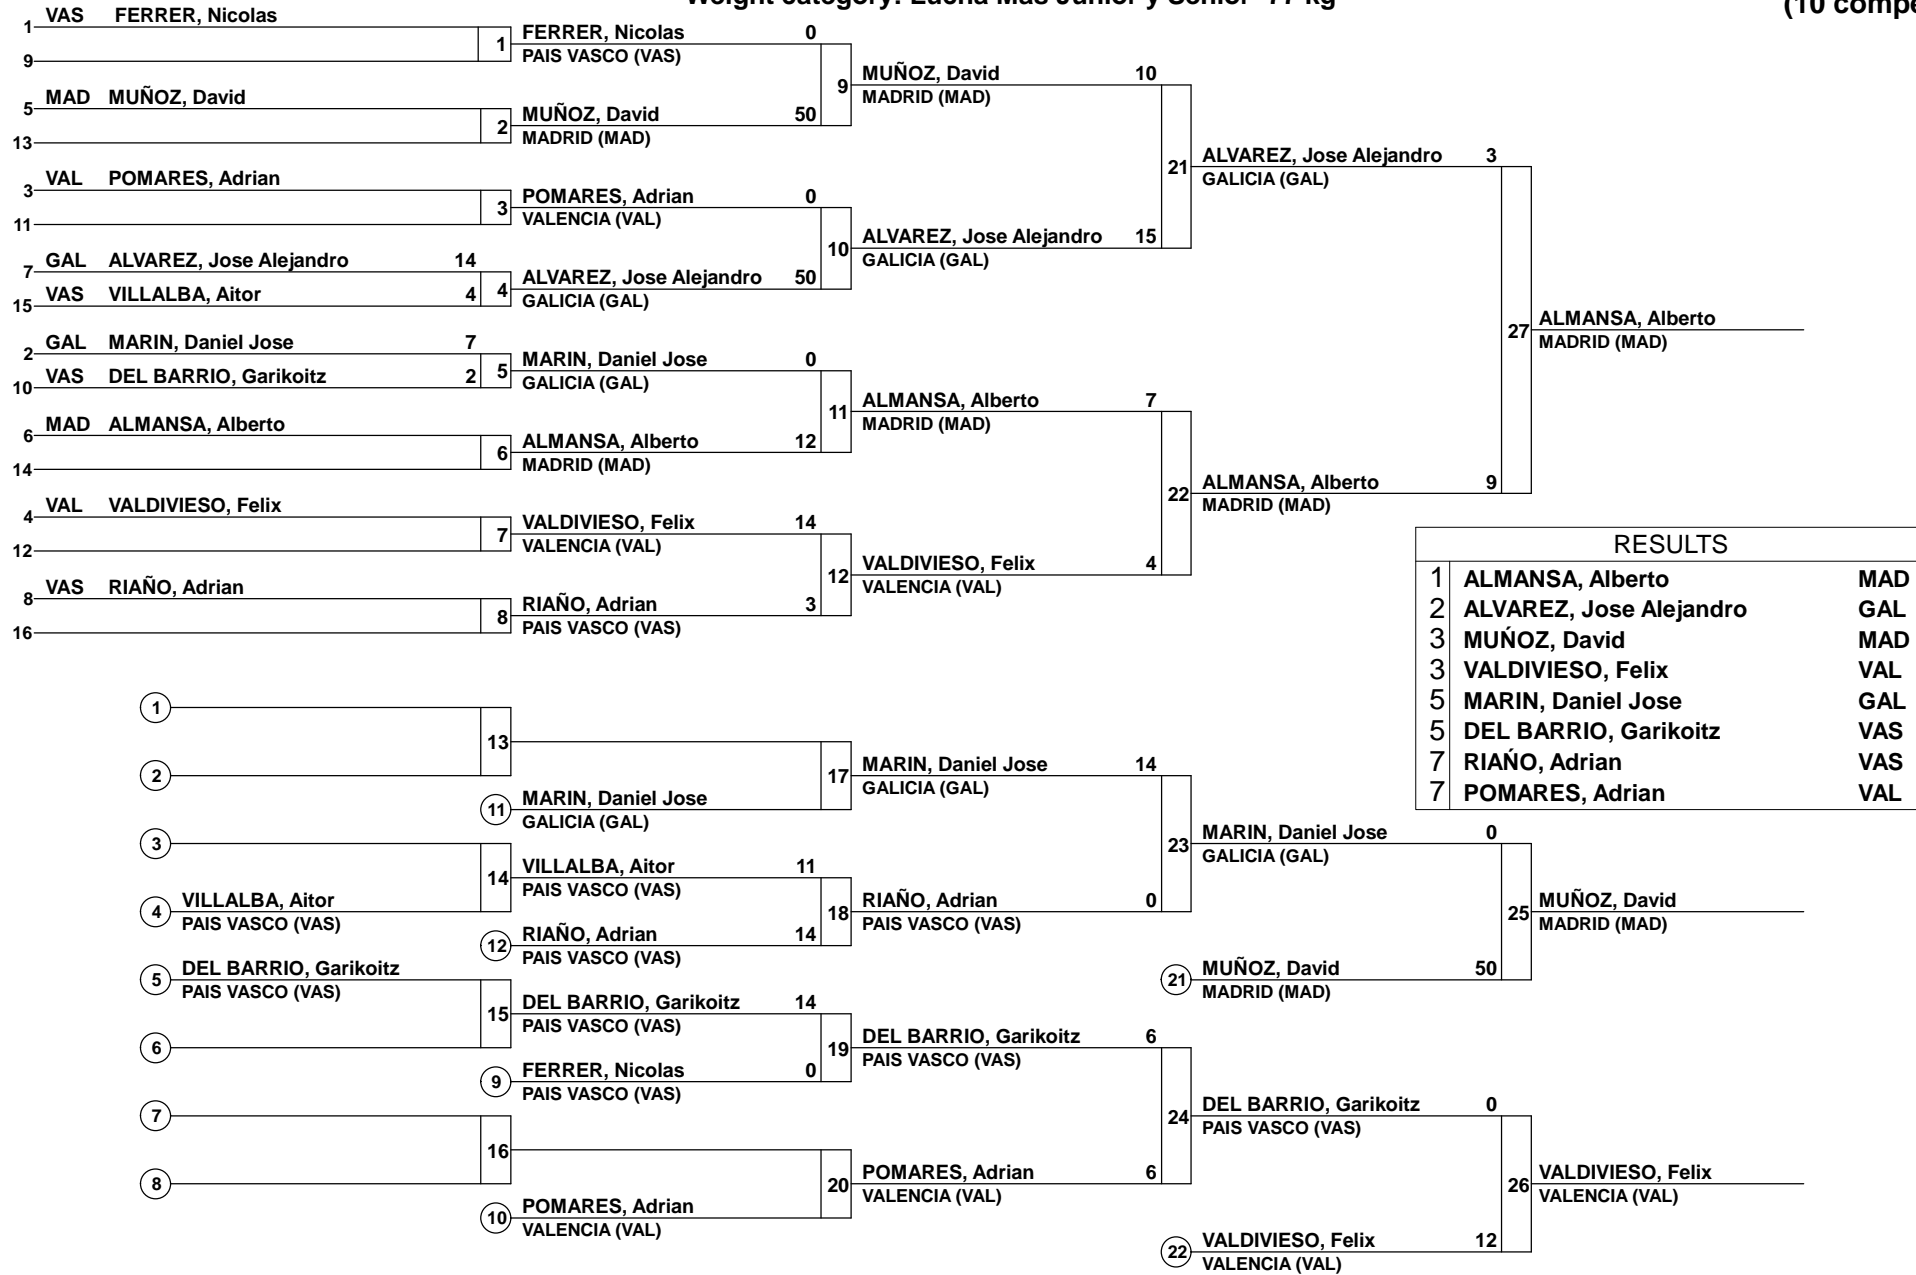 Weight category: Lucha Mas Junior y Senior -77 kg
(10 compe
1 VAS FERRER, Nicolas
9
1 FERRER, Nicolas 0
PAIS VASCO (VAS)
5 MAD MUÑOZ, David
13
2 MUÑOZ, David 50
MADRID (MAD)
9 MUÑOZ, David 10
MADRID (MAD)
3 VAL POMARES, Adrian
11
3 POMARES, Adrian 0
VALENCIA (VAL)
7 GAL ALVAREZ, Jose Alejandro 14
15 VAS VILLALBA, Aitor 4
4 ALVAREZ, Jose Alejandro 50
GALICIA (GAL)
10 ALVAREZ, Jose Alejandro 15
GALICIA (GAL)
21 ALVAREZ, Jose Alejandro 3
GALICIA (GAL)
2 GAL MARIN, Daniel Jose 7
10 VAS DEL BARRIO, Garikoitz 2
5 MARIN, Daniel Jose 0
GALICIA (GAL)
6 MAD ALMANSA, Alberto
14
6 ALMANSA, Alberto 12
MADRID (MAD)
11 ALMANSA, Alberto 7
MADRID (MAD)
4 VAL VALDIVIESO, Felix
12
7 VALDIVIESO, Felix 14
VALENCIA (VAL)
8 VAS RIAÑO, Adrian
16
8 RIAÑO, Adrian 3
PAIS VASCO (VAS)
12 VALDIVIESO, Felix 4
VALENCIA (VAL)
22 ALMANSA, Alberto 9
MADRID (MAD)
27 ALMANSA, Alberto
MADRID (MAD)
RESULTS
1 ALMANSA, Alberto MAD
2 ALVAREZ, Jose Alejandro GAL
3 MUŃOZ, David MAD
3 VALDIVIESO, Felix VAL
5 MARIN, Daniel Jose GAL
5 DEL BARRIO, Garikoitz VAS
7 RIAŃO, Adrian VAS
7 POMARES, Adrian VAL
1
2
13
11 MARIN, Daniel Jose
GALICIA (GAL)
17 MARIN, Daniel Jose 14
GALICIA (GAL)
3
4 VILLALBA, Aitor
PAIS VASCO (VAS)
14 VILLALBA, Aitor 11
PAIS VASCO (VAS)
12 RIAÑO, Adrian 14
PAIS VASCO (VAS)
18 RIAÑO, Adrian 0
PAIS VASCO (VAS)
23 MARIN, Daniel Jose 0
GALICIA (GAL)
21 MUÑOZ, David 50
MADRID (MAD)
25 MUÑOZ, David
MADRID (MAD)
5 DEL BARRIO, Garikoitz
PAIS VASCO (VAS)
6
15 DEL BARRIO, Garikoitz 14
PAIS VASCO (VAS)
9 FERRER, Nicolas 0
PAIS VASCO (VAS)
19 DEL BARRIO, Garikoitz 6
PAIS VASCO (VAS)
7
8
16
10 POMARES, Adrian
VALENCIA (VAL)
20 POMARES, Adrian 6
VALENCIA (VAL)
24 DEL BARRIO, Garikoitz 0
PAIS VASCO (VAS)
22 VALDIVIESO, Felix 12
VALENCIA (VAL)
26 VALDIVIESO, Felix
VALENCIA (VAL)